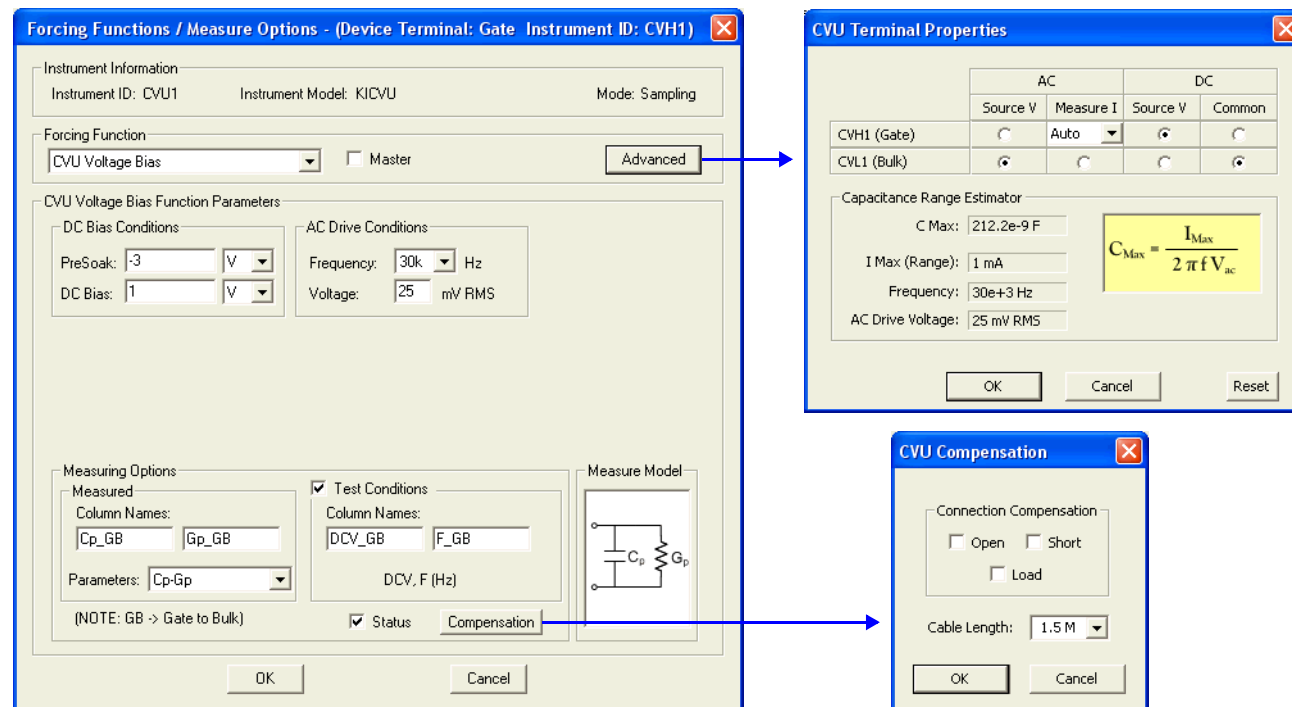 Forcing Functions / Measure Options - (Device Terminal: Gate Instrument ID: CVH1)
Instrument Information
Instrument ID: CVU1 Instrument Model: KICVU Mode: Sampling
Forcing Function
CVU Voltage Bias Master Advanced
CVU Voltage Bias Function Parameters
DC Bias Conditions
PreSoak: -3 V
DC Bias: 1 V
AC Drive Conditions
Frequency: 30k Hz
Voltage: 25 mV RMS
Measuring Options
Measured
Column Names:
Cp_GB Gp_GB
Parameters: Cp-Gp
(NOTE: GB -> Gate to Bulk)
Test Conditions
Column Names:
DCV_GB F_GB
DCV, F (Hz)
Status Compensation
Measure Model
Cp Gp
OK Cancel
CVU Terminal Properties
AC DC
Source V Measure I Source V Common
CVH1 (Gate) Auto
CVL1 (Bulk)
Capacitance Range Estimator
C Max: 212.2e-9 F
I Max (Range): 1 mA
Frequency: 30e+3 Hz
AC Drive Voltage: 25 mV RMS
CMax = IMax / 2 π f Vac
OK Cancel Reset
CVU Compensation
Connection Compensation
Open Short
Load
Cable Length: 1.5 M
OK Cancel